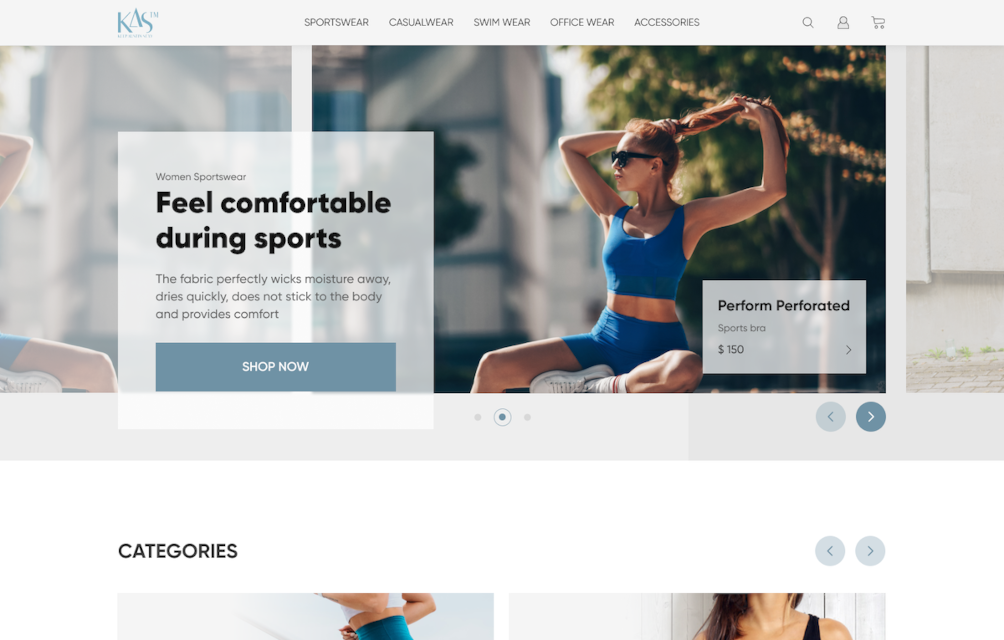 KAS™
SPORTSWEAR
CASUALWEAR
SWIM WEAR
OFFICE WEAR
ACCESSORIES
Women Sportswear
Feel comfortable
during sports
The fabric perfectly wicks moisture away,
dries quickly, does not stick to the body
and provides comfort
SHOP NOW
Perform Perforated
Sports bra
$ 150
CATEGORIES